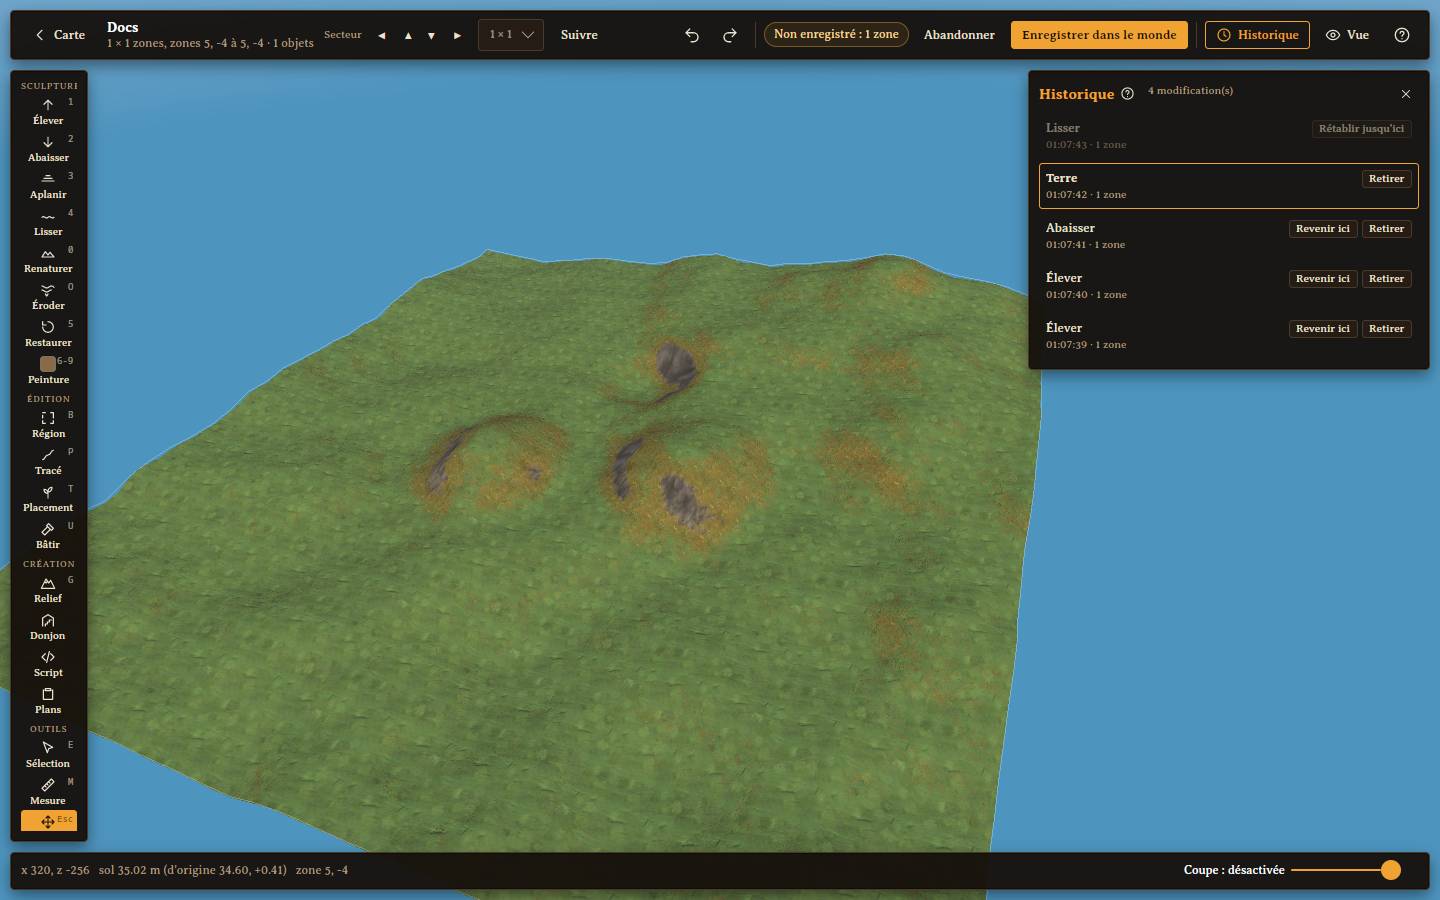 Carte
Docs
1 × 1 zones, zones 5, -4 à 5, -4 · 1 objets
Secteur
1 × 1
Suivre
Non enregistré : 1 zone
Abandonner
Enregistrer dans le monde
Historique
Vue
SCULPTURE
1
Élever
2
Abaisser
3
Aplanir
4
Lisser
0
Renaturer
O
Éroder
5
Restaurer
6-9
Peinture
ÉDITION
B
Région
P
Tracé
T
Placement
U
Bâtir
CRÉATION
G
Relief
Donjon
Script
Plans
OUTILS
E
Sélection
M
Mesure
Esc
Historique
4 modification(s)
Lisser
Rétablir jusqu'ici
01:07:43 · 1 zone
Terre
Retirer
01:07:42 · 1 zone
Abaisser
Revenir ici Retirer
01:07:41 · 1 zone
Élever
Revenir ici Retirer
01:07:40 · 1 zone
Élever
Revenir ici Retirer
01:07:39 · 1 zone
x 320, z -256 sol 35.02 m (d'origine 34.60, +0.41) zone 5, -4
Coupe : désactivée